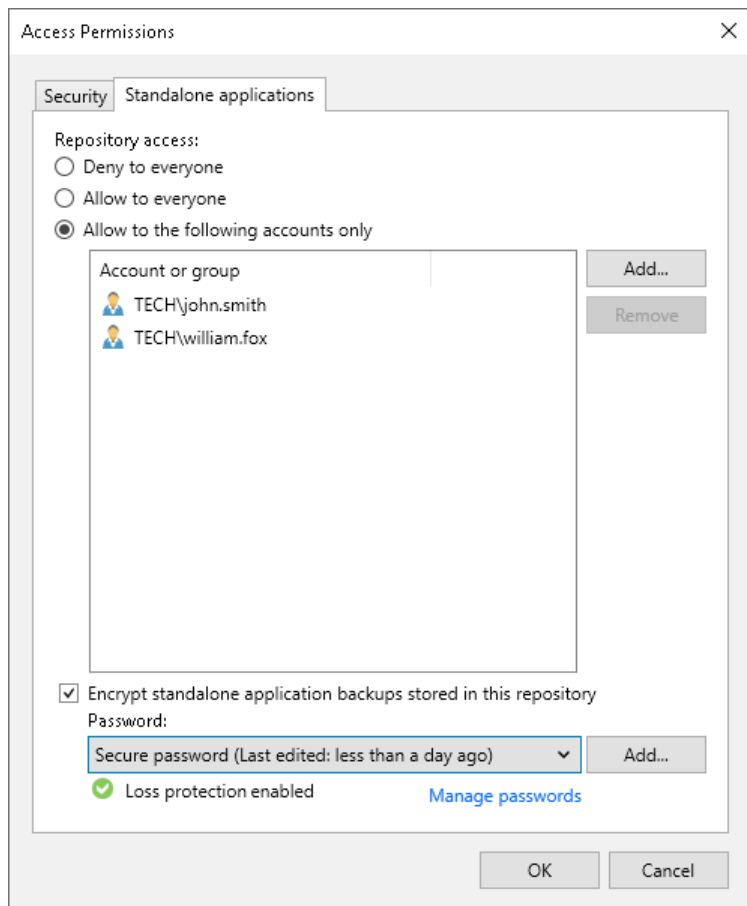 Access Permissions
Security
Standalone applications
Repository access:
Deny to everyone
Allow to everyone
Allow to the following accounts only
Account or group
Add...
TECH\john.smith
Remove
TECH\william.fox
Encrypt standalone application backups stored in this repository
Password:
Secure password (Last edited: less than a day ago)
Add...
Loss protection enabled
Manage passwords
OK
Cancel